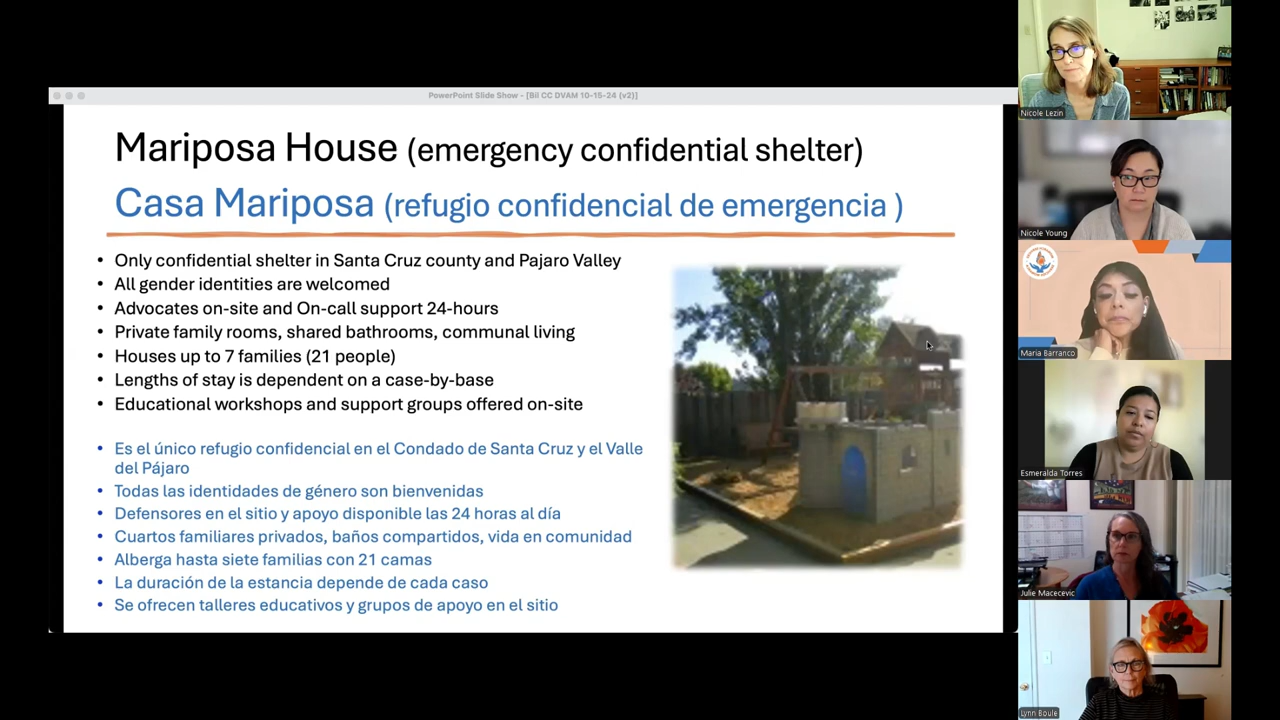 PowerPoint Slide Show - [Bil CC DVAM 10-15-24 (v2)]
Mariposa House (emergency confidential shelter)
Casa Mariposa (refugio confidencial de emergencia )
• Only confidential shelter in Santa Cruz county and Pajaro Valley
• All gender identities are welcomed
• Advocates on-site and On-call support 24-hours
• Private family rooms, shared bathrooms, communal living
• Houses up to 7 families (21 people)
• Lengths of stay is dependent on a case-by-base
• Educational workshops and support groups offered on-site
• Es el único refugio confidencial en el Condado de Santa Cruz y el Valle
del Pájaro
• Todas las identidades de género son bienvenidas
• Defensores en el sitio y apoyo disponible las 24 horas al día
• Cuartos familiares privados, baños compartidos, vida en comunidad
• Alberga hasta siete familias con 21 camas
• La duración de la estancia depende de cada caso
• Se ofrecen talleres educativos y grupos de apoyo en el sitio
Nicole Lezin
Nicole Young
Maria Barranco
Esmeralda Torres
Julie Macecevic
Lynn Boule